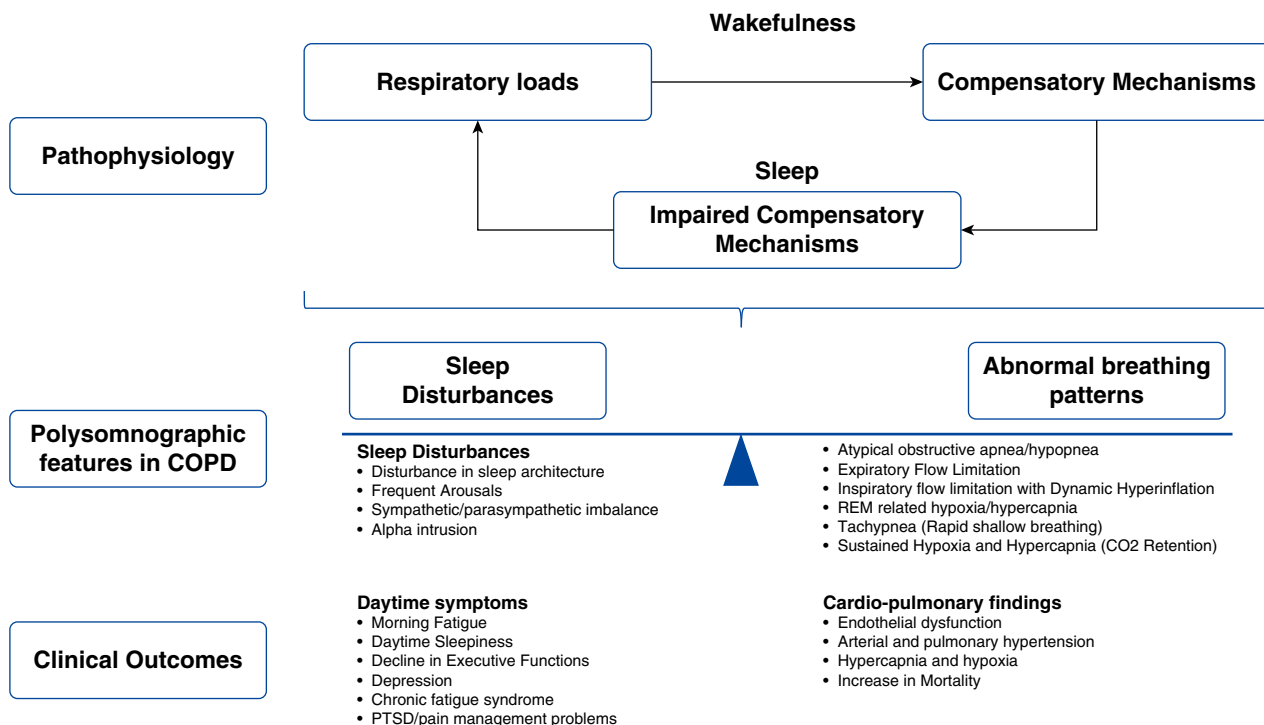 Wakefulness
Respiratory loads
Compensatory Mechanisms
Pathophysiology
Sleep
Impaired Compensatory
Mechanisms
Sleep
Disturbances
Abnormal breathing
patterns
Polysomnographic
features in COPD
Sleep Disturbances
• Disturbance in sleep architecture
• Frequent Arousals
• Sympathetic/parasympathetic imbalance
• Alpha intrusion
• Atypical obstructive apnea/hypopnea
• Expiratory Flow Limitation
• Inspiratory flow limitation with Dynamic Hyperinflation
• REM related hypoxia/hypercapnia
• Tachypnea (Rapid shallow breathing)
• Sustained Hypoxia and Hypercapnia (CO2 Retention)
Clinical Outcomes
Daytime symptoms
• Morning Fatigue
• Daytime Sleepiness
• Decline in Executive Functions
• Depression
• Chronic fatigue syndrome
• PTSD/pain management problems
Cardio-pulmonary findings
• Endothelial dysfunction
• Arterial and pulmonary hypertension
• Hypercapnia and hypoxia
• Increase in Mortality